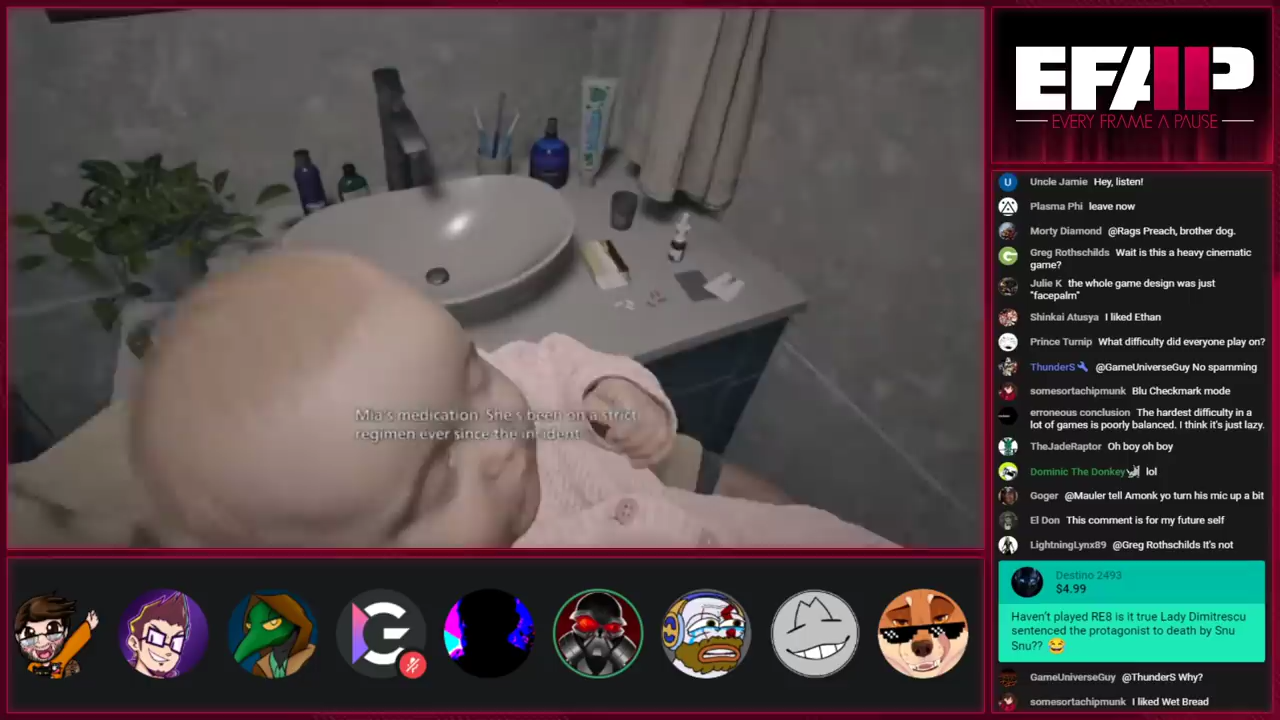 Mia's medication. She's been on a strict
regimen ever since the incident.
EFAP
EVERY FRAME A PAUSE
U
Uncle Jamie Hey, listen!
Plasma Phi leave now
Morty Diamond @Rags Preach, brother dog.
Greg Rothschilds Wait is this a heavy cinematic
game?
Julie K the whole game design was just
"facepalm"
Shinkai Atusya I liked Ethan
Prince Turnip What difficulty did everyone play on?
ThunderS @GameUniverseGuy No spamming
somesortachipmunk Blu Checkmark mode
erroneous conclusion The hardest difficulty in a
lot of games is poorly balanced. I think it's just lazy.
TheJadeRaptor Oh boy oh boy
Dominic The Donkey lol
Goger @Mauler tell Amonk yo turn his mic up a bit
El Don This comment is for my future self
LightningLynx89 @Greg Rothschilds It's not
Destino 2493
$4.99
Haven't played RE8 is it true Lady Dimitrescu
sentenced the protagonist to death by Snu
Snu?? 😂
GameUniverseGuy @ThunderS Why?
somesortachipmunk I liked Wet Bread